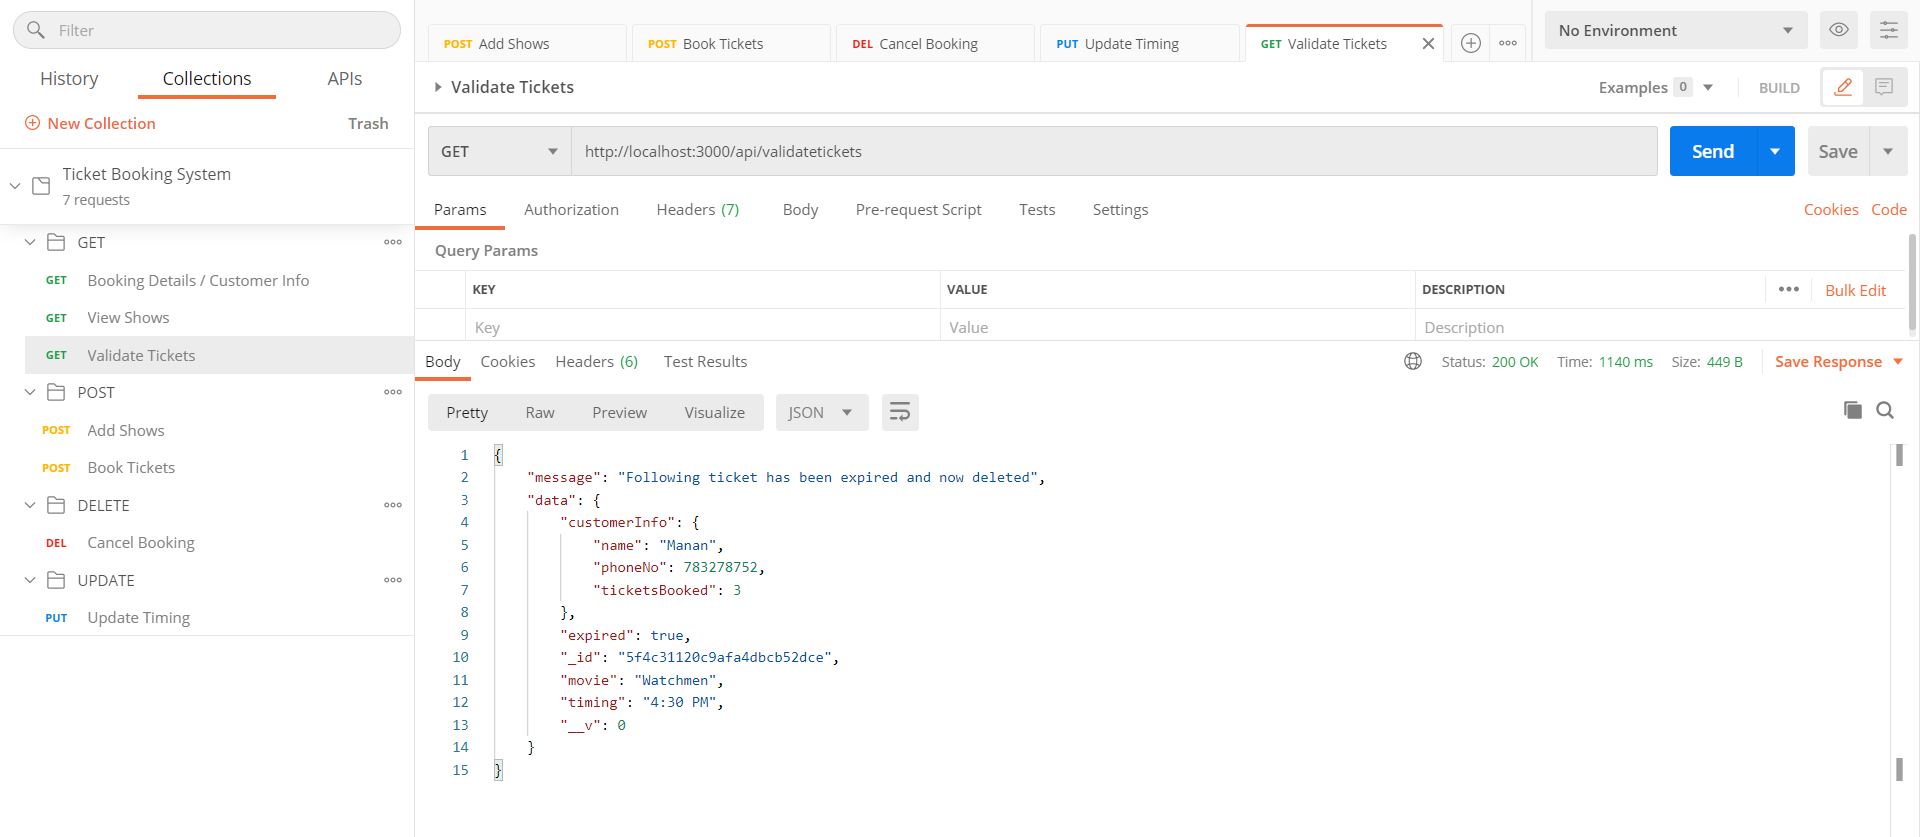 Filter
History Collections APIs
New Collection Trash
Ticket Booking System
7 requests
GET
GET Booking Details / Customer Info
GET View Shows
GET Validate Tickets
POST
POST Add Shows
POST Book Tickets
DELETE
DEL Cancel Booking
UPDATE
PUT Update Timing
POST Add Shows POST Book Tickets DEL Cancel Booking PUT Update Timing GET Validate Tickets
No Environment
Validate Tickets Examples 0 BUILD
GET http://localhost:3000/api/validatetickets Send Save
Params Authorization Headers (7) Body Pre-request Script Tests Settings Cookies Code
Query Params
KEY VALUE DESCRIPTION Bulk Edit
Key Value Description
Body Cookies Headers (6) Test Results Status: 200 OK Time: 1140 ms Size: 449 B Save Response
Pretty Raw Preview Visualize JSON
1 {
2 "message": "Following ticket has been expired and now deleted",
3 "data": {
4 "customerInfo": {
5 "name": "Manan",
6 "phoneNo": 783278752,
7 "ticketsBooked": 3
8 },
9 "expired": true,
10 "_id": "5f4c31120c9afa4dbcb52dce",
11 "movie": "Watchmen",
12 "timing": "4:30 PM",
13 "__v": 0
14 }
15 }